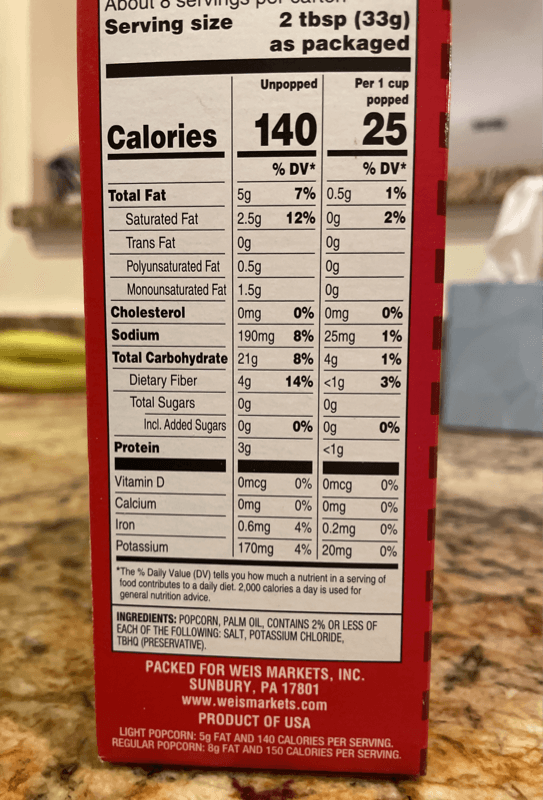 About 8 servings per carton
Serving size 2 tbsp (33g)
as packaged
Unpopped Per 1 cup
popped
Calories 140 25
% DV* % DV*
Total Fat 5g 7% 0.5g 1%
Saturated Fat 2.5g 12% 0g 2%
Trans Fat 0g 0g
Polyunsaturated Fat 0.5g 0g
Monounsaturated Fat 1.5g 0g
Cholesterol 0mg 0% 0mg 0%
Sodium 190mg 8% 25mg 1%
Total Carbohydrate 21g 8% 4g 1%
Dietary Fiber 4g 14% <1g 3%
Total Sugars 0g 0g
Incl. Added Sugars 0g 0% 0g 0%
Protein 3g <1g
Vitamin D 0mcg 0% 0mcg 0%
Calcium 0mg 0% 0mg 0%
Iron 0.6mg 4% 0.2mg 0%
Potassium 170mg 4% 20mg 0%
*The % Daily Value (DV) tells you how much a nutrient in a serving of
food contributes to a daily diet. 2,000 calories a day is used for
general nutrition advice.
INGREDIENTS: POPCORN, PALM OIL, CONTAINS 2% OR LESS OF
EACH OF THE FOLLOWING: SALT, POTASSIUM CHLORIDE,
TBHQ (PRESERVATIVE).
PACKED FOR WEIS MARKETS, INC.
SUNBURY, PA 17801
www.weismarkets.com
PRODUCT OF USA
LIGHT POPCORN: 5g FAT AND 140 CALORIES PER SERVING.
REGULAR POPCORN: 8g FAT AND 150 CALORIES PER SERVING.